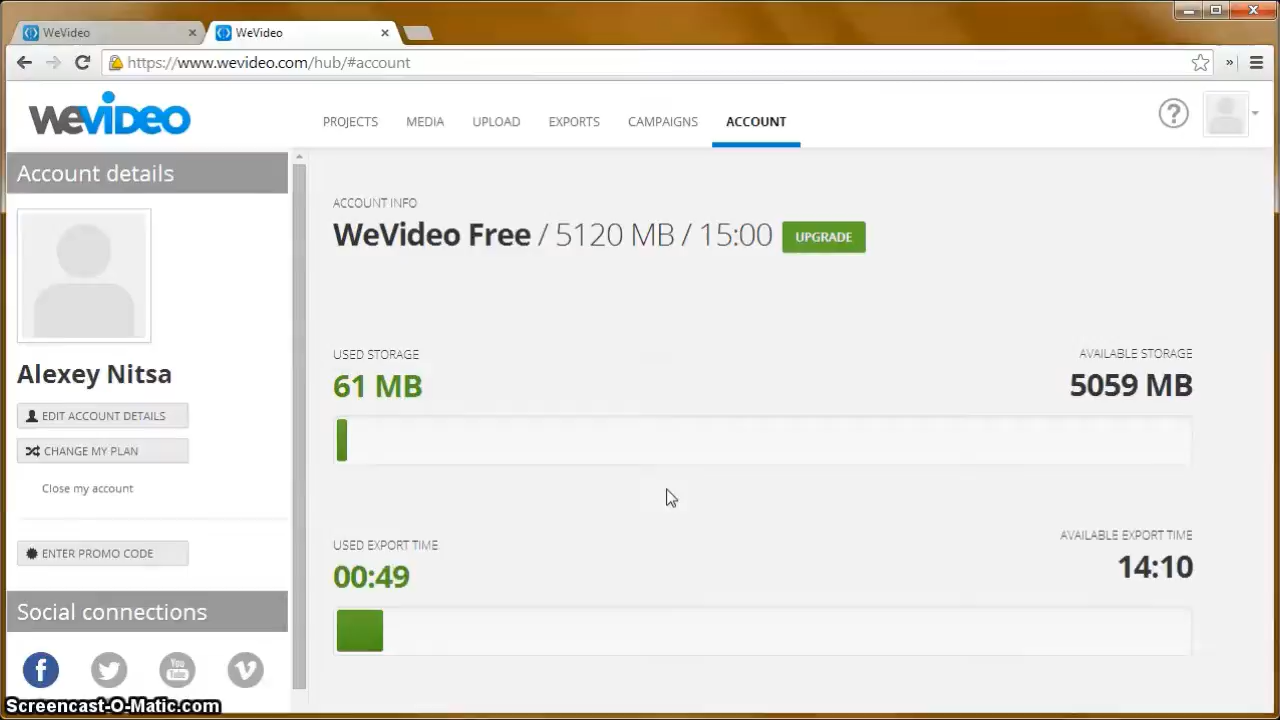 WeVideo
WeVideo
https://www.wevideo.com/hub/#account
WEVIDEO
PROJECTS MEDIA UPLOAD EXPORTS CAMPAIGNS ACCOUNT
?
Account details
ACCOUNT INFO
WeVideo Free / 5120 MB / 15:00 UPGRADE
USED STORAGE AVAILABLE STORAGE
61 MB 5059 MB
Alexey Nitsa
EDIT ACCOUNT DETAILS
CHANGE MY PLAN
Close my account
USED EXPORT TIME AVAILABLE EXPORT TIME
00:49 14:10
ENTER PROMO CODE
Social connections
f You Tube V
Screencast-O-Matic.com